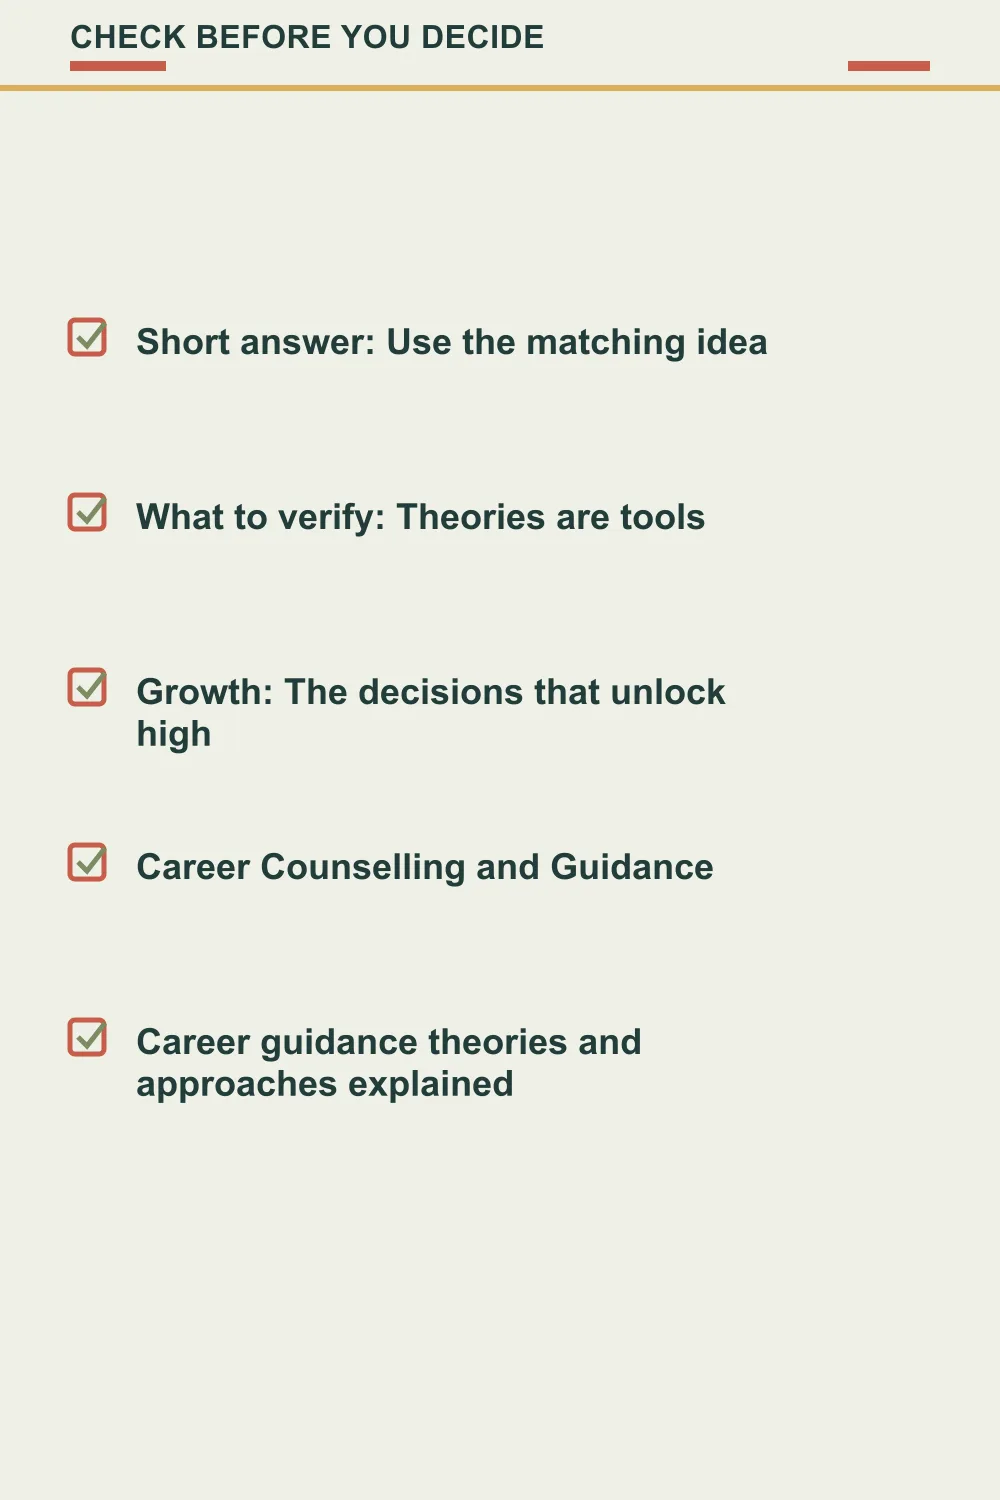 CHECK BEFORE YOU DECIDE
Short answer: Use the matching idea
What to verify: Theories are tools
Growth: The decisions that unlock
high
Career Counselling and Guidance
Career guidance theories and
approaches explained